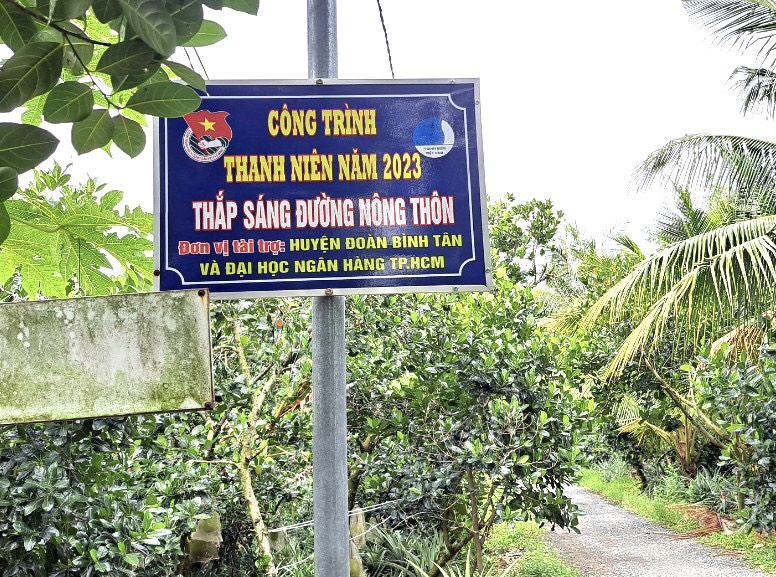 CÔNG TRÌNH
THANH NIÊN NĂM 2023
THẮP SÁNG ĐƯỜNG NÔNG THÔN
Đơn vị tài trợ: HUYỆN ĐOÀN BÌNH TÂN
VÀ ĐẠI HỌC NGÂN HÀNG TP.HCM